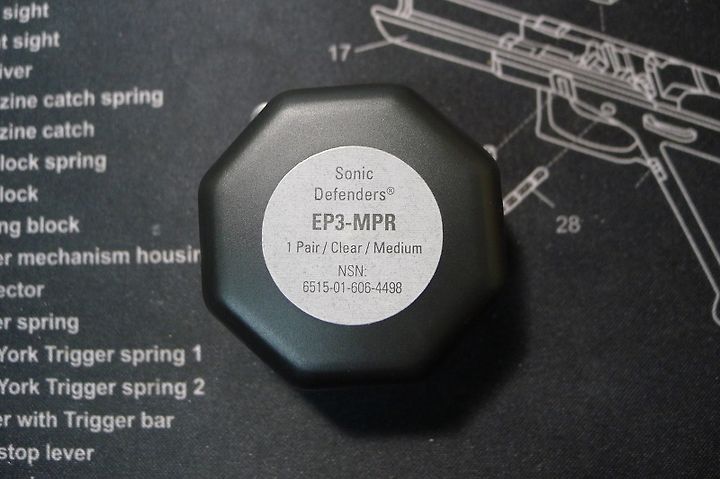 sight
sight
zine catch spring
zine catch
lock spring
lock
ng block
er mechanism housin
ector
er spring
York Trigger spring 1
York Trigger spring 2
er with Trigger bar
stop lever
Sonic
Defenders®
EP3-MPR
1 Pair / Clear / Medium
NSN:
6515-01-606-4498
17
28